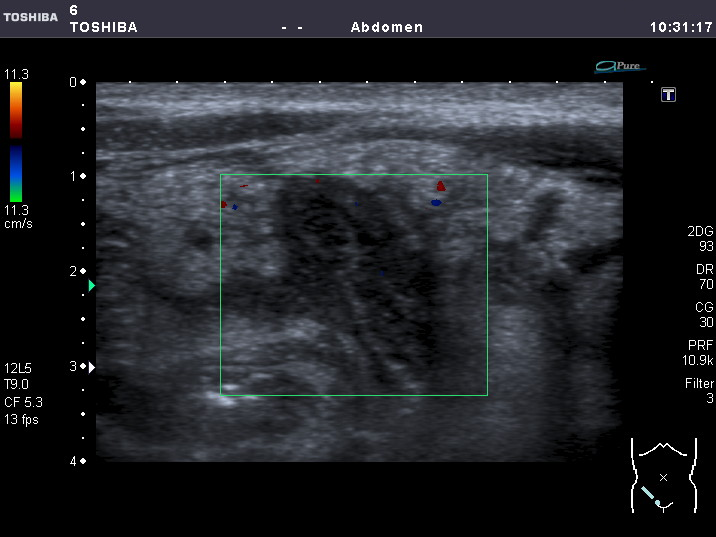 TOSHIBA
6
TOSHIBA - - Abdomen 10:31:17
aPure
T
11.3
11.3
cm/s
0
1
2
3
4
12L5
T9.0
CF 5.3
13 fps
2DG
93
DR
70
CG
30
PRF
10.9k
Filter
3